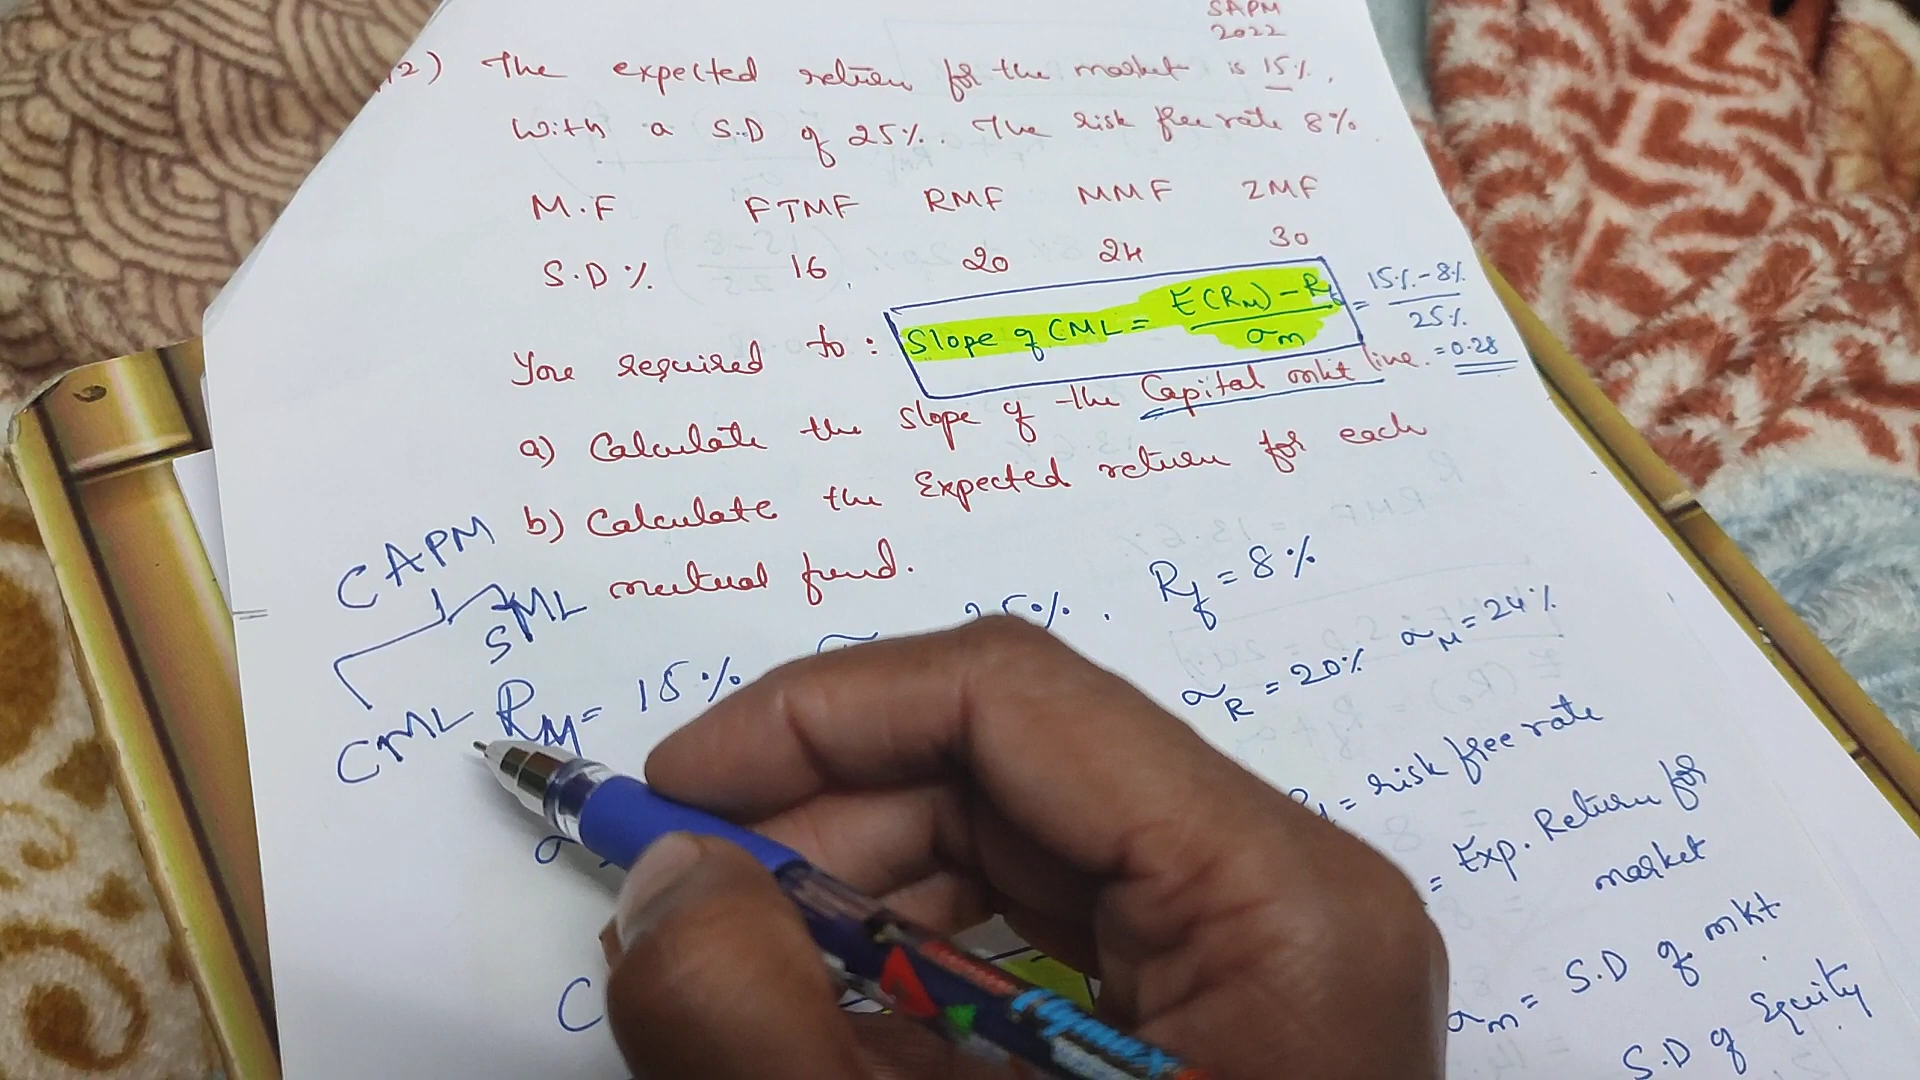 SAPM
2022
12) The expected return for the market is 15%.
With a S.D of 25%. The risk free rate 8%
M.F FTMF RMF MMF ZMF
S.D % 16 20 24 30
You required to : Slope of CML = E(RM) - Rf / σm = 15% - 8% / 25% = 0.28
a) Calculate the slope of the Capital mkt line.
b) Calculate the Expected return for each
mutual fund.
CAPM
SML
CML
RM = 15% 25%. Rf = 8%
σR = 20% σM = 24%
= risk free rate
= Exp. Return for
market
σm = S.D of mkt
S.D of Equity